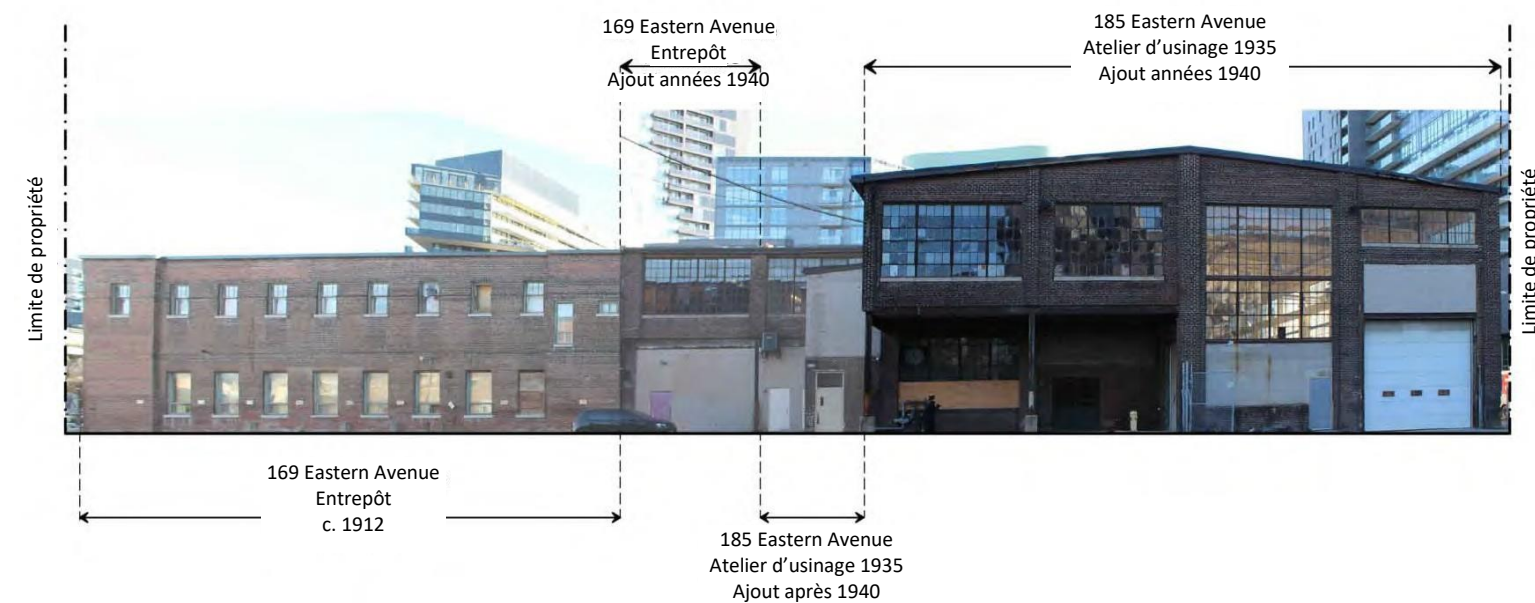 169 Eastern Avenue
Entrepôt
Ajout années 1940
185 Eastern Avenue
Atelier d’usinage 1935
Ajout années 1940
Limite de propriété
Limite de propriété
169 Eastern Avenue
Entrepôt
c. 1912
185 Eastern Avenue
Atelier d’usinage 1935
Ajout après 1940